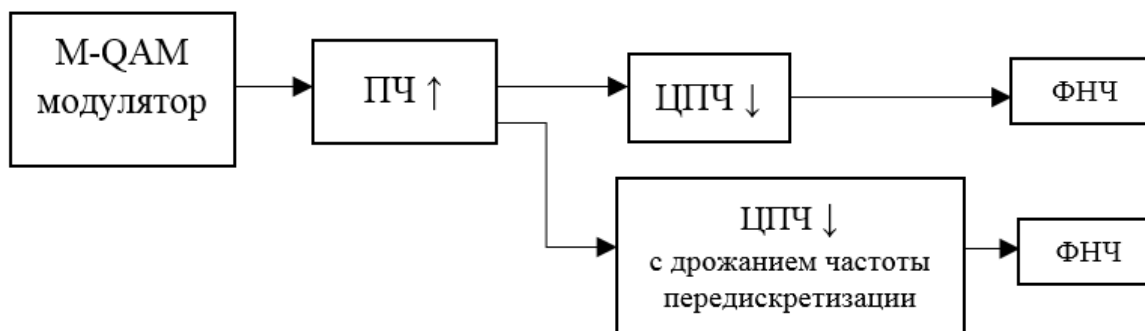 M-QAM
модулятор
ПЧ ↑
ЦПЧ ↓
ФНЧ
ЦПЧ ↓
с дрожанием частоты
передискретизации
ФНЧ